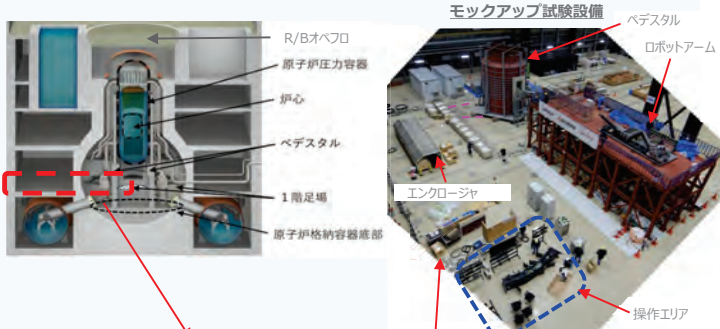 R/Bオペフロ
原子炉圧力容器
炉心
ペデスタル
1階足場
原子炉格納容器底部
モックアップ試験設備
ペデスタル
ロボットアーム
エンクロージャ
操作エリア